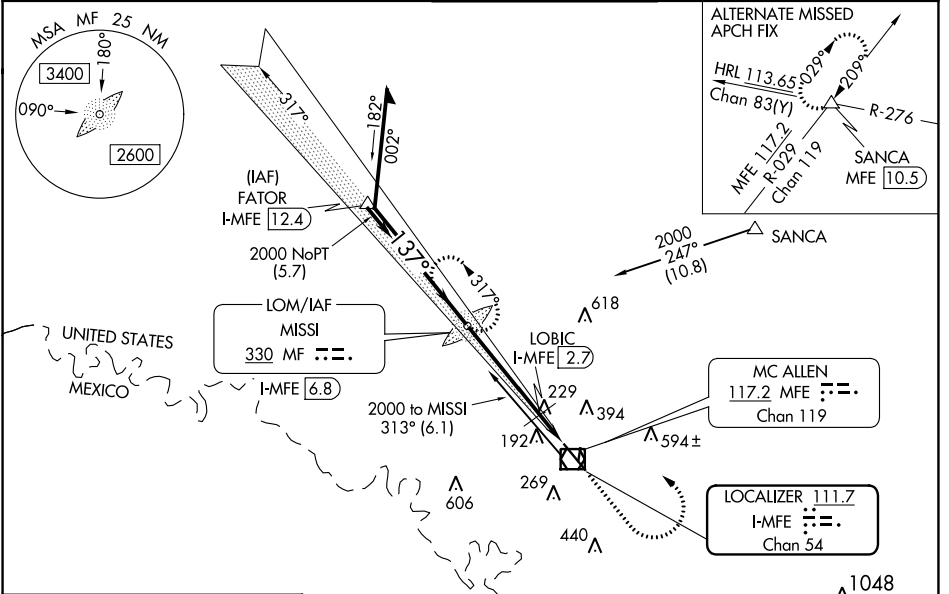 MSA MF 25 NM
180°
3400
090°
2600
317°
182°
002°
(IAF)
FATOR
I-MFE 12.4
2000 NoPT
(5.7)
137°
317°
LOM/IAF
MISSI
330 MF
I-MFE 6.8
UNITED STATES
MEXICO
2000 to MISSI
313° (6.1)
LOBIC
I-MFE 2.7
229
192
394
618
594±
269
606
440
1048
2000
247°
(10.8)
SANCA
MC ALLEN
117.2 MFE
Chan 119
LOCALIZER 111.7
I-MFE
Chan 54
ALTERNATE MISSED
APCH FIX
HRL 113.65
Chan 83(Y)
029°
209°
R-276
MFE 117.2
R-029
Chan 119
SANCA
MFE 10.5